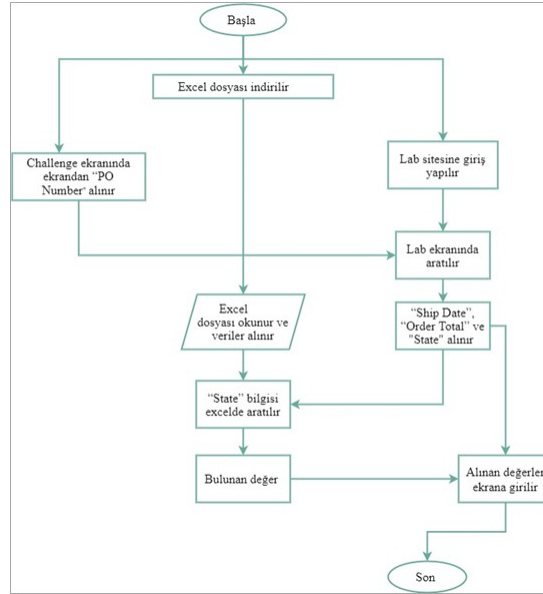 Başla
Excel dosyası indirilir
Challenge ekranında
ekrandan “PO
Number" alınır
Lab sitesine giriş
yapılır
Lab ekranında
aratılır
Excel
dosyası okunur ve
veriler alınır
“Ship Date”,
“Order Total” ve
"State" alınır
“State” bilgisi
excelde aratılır
Bulunan değer
Alınan değerler
ekrana girilir
Son